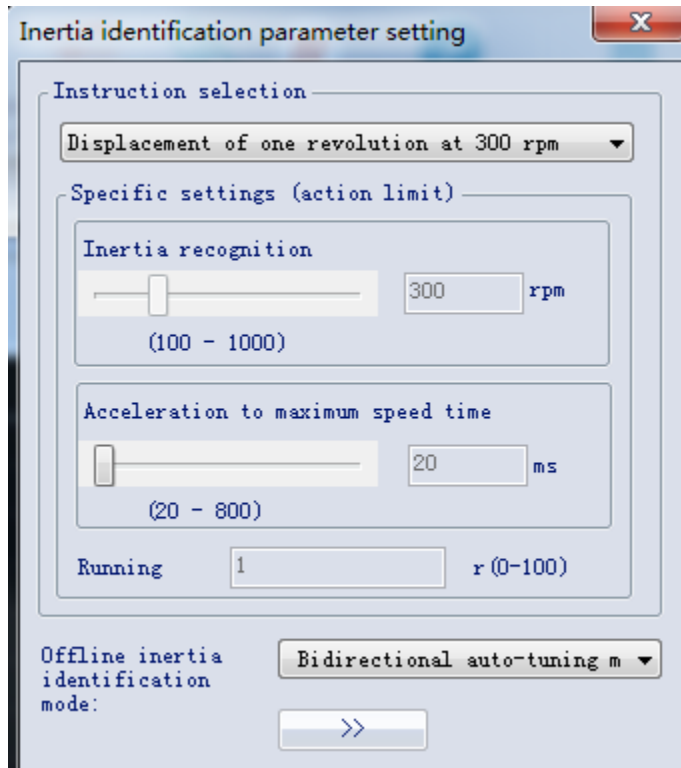 Inertia identification parameter setting
x
Instruction selection
Displacement of one revolution at 300 rpm
Specific settings (action limit)
Inertia recognition
300 rpm
(100 - 1000)
Acceleration to maximum speed time
20 ms
(20 - 800)
Running 1 r(0-100)
Offline inertia
identification
mode:
Bidirectional auto-tuning m
>>